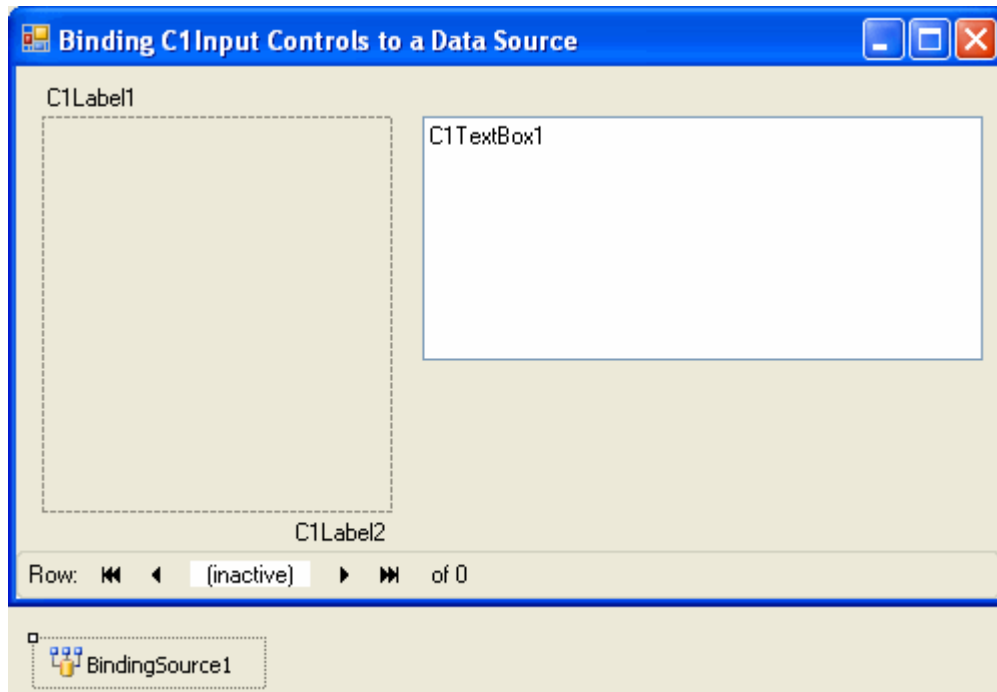 Binding C1Input Controls to a Data Source
C1Label1
C1TextBox1
C1Label2
Row: (inactive) of 0
BindingSource1